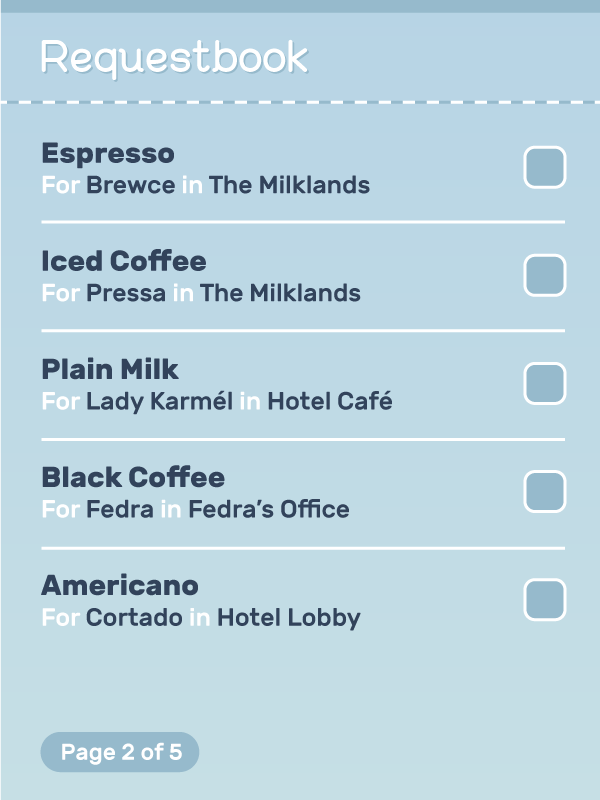 Requestbook
Espresso
For Brewce in The Milklands
Iced Coffee
For Pressa in The Milklands
Plain Milk
For Lady Karmél in Hotel Café
Black Coffee
For Fedra in Fedra’s Office
Americano
For Cortado in Hotel Lobby
Page 2 of 5